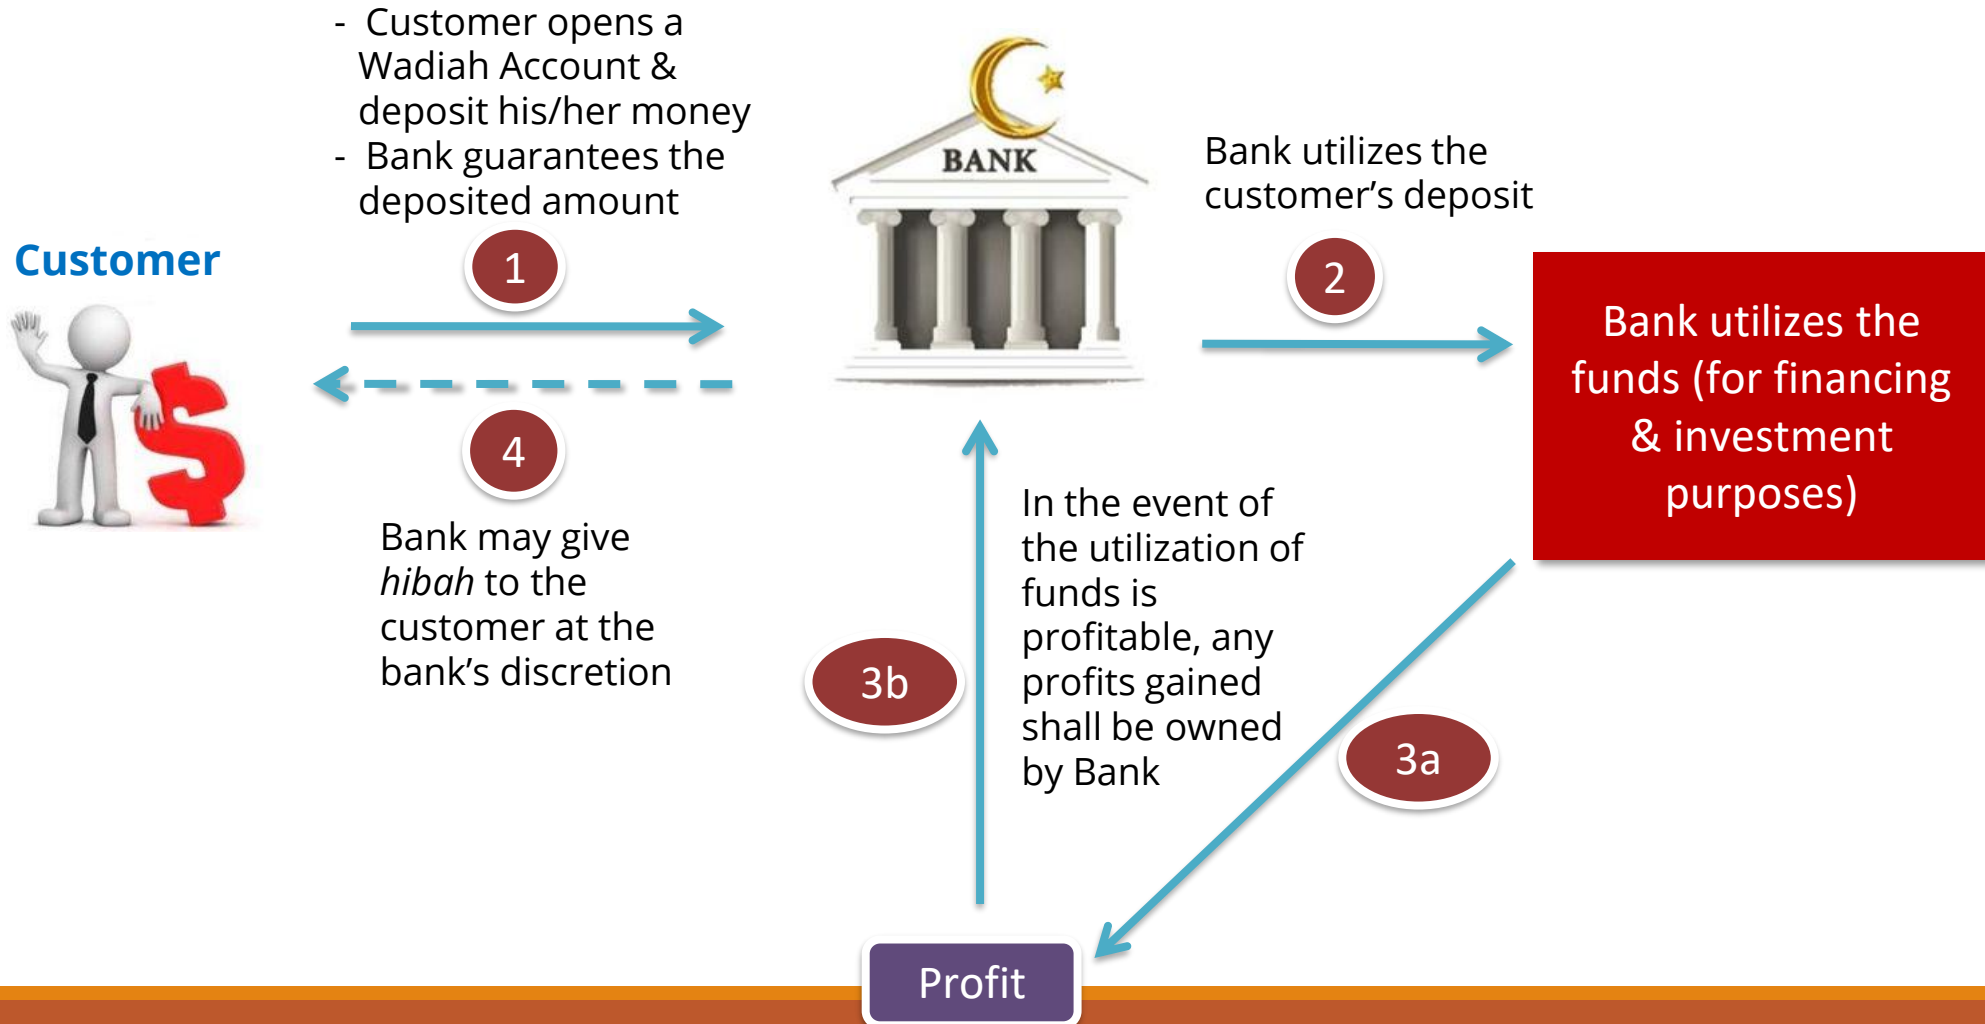 - Customer opens a
Wadiah Account &
deposit his/her money
- Bank guarantees the
deposited amount
Customer
1
BANK
Bank utilizes the
customer’s deposit
2
Bank utilizes the
funds (for financing
& investment
purposes)
4
Bank may give
hibah to the
customer at the
bank’s discretion
3b
In the event of
the utilization of
funds is
profitable, any
profits gained
shall be owned
by Bank
3a
Profit